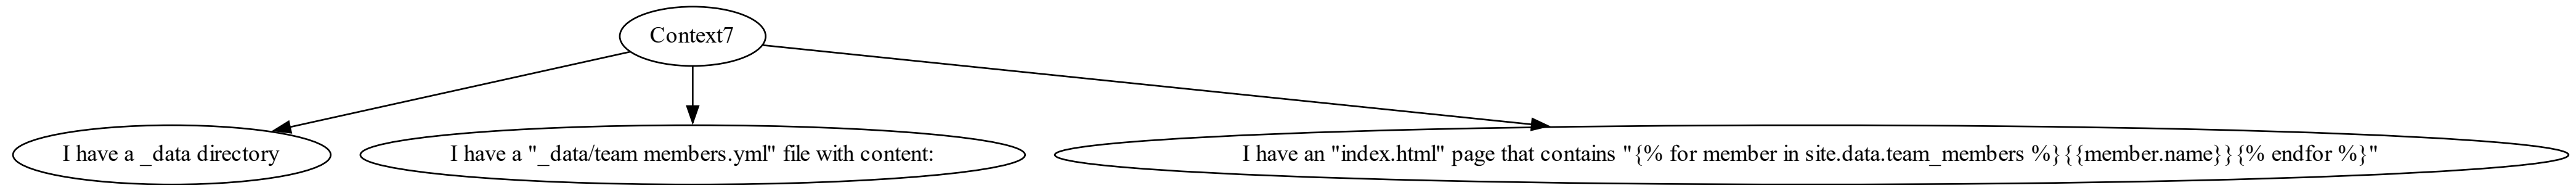 Context7
I have a _data directory
I have a "_data/team members.yml" file with content:
I have an "index.html" page that contains "{% for member in site.data.team_members %}{{member.name}}{% endfor %}"